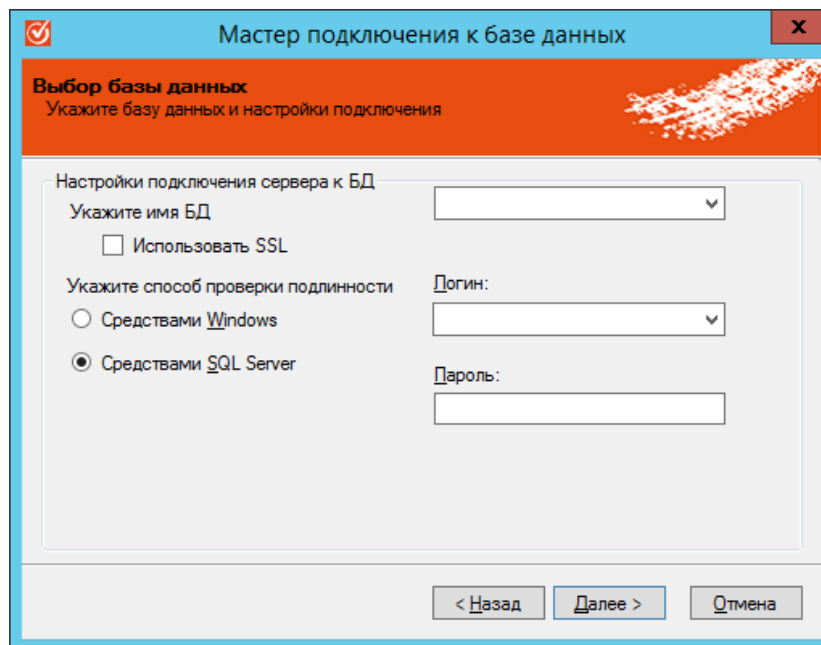 Мастер подключения к базе данных
x
Выбор базы данных
Укажите базу данных и настройки подключения
Настройки подключения сервера к БД
Укажите имя БД
Использовать SSL
Укажите способ проверки подлинности
Логин:
Средствами Windows
Средствами SQL Server
Пароль:
< Назад Далее > Отмена